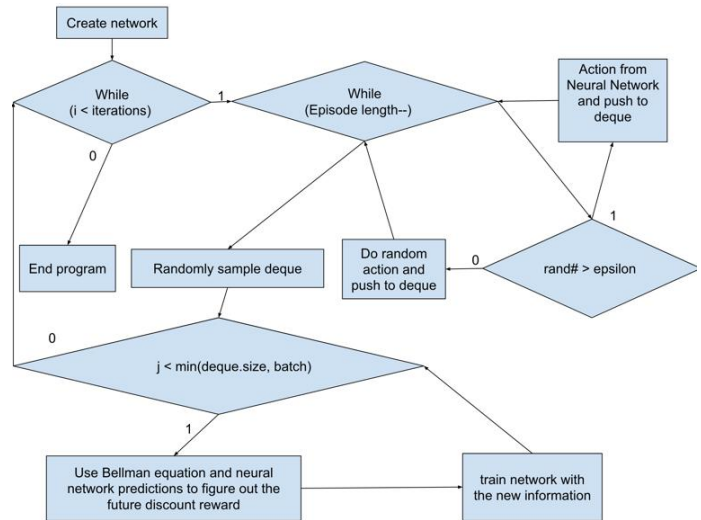 Create network
While
(i < iterations)
1
While
(Episode length--)
Action from
Neural Network
and push to
deque
0
1
End program
Randomly sample deque
Do random
action and
push to deque
0
rand# > epsilon
0
j < min(deque.size, batch)
1
Use Bellman equation and neural
network predictions to figure out the
future discount reward
train network with
the new information